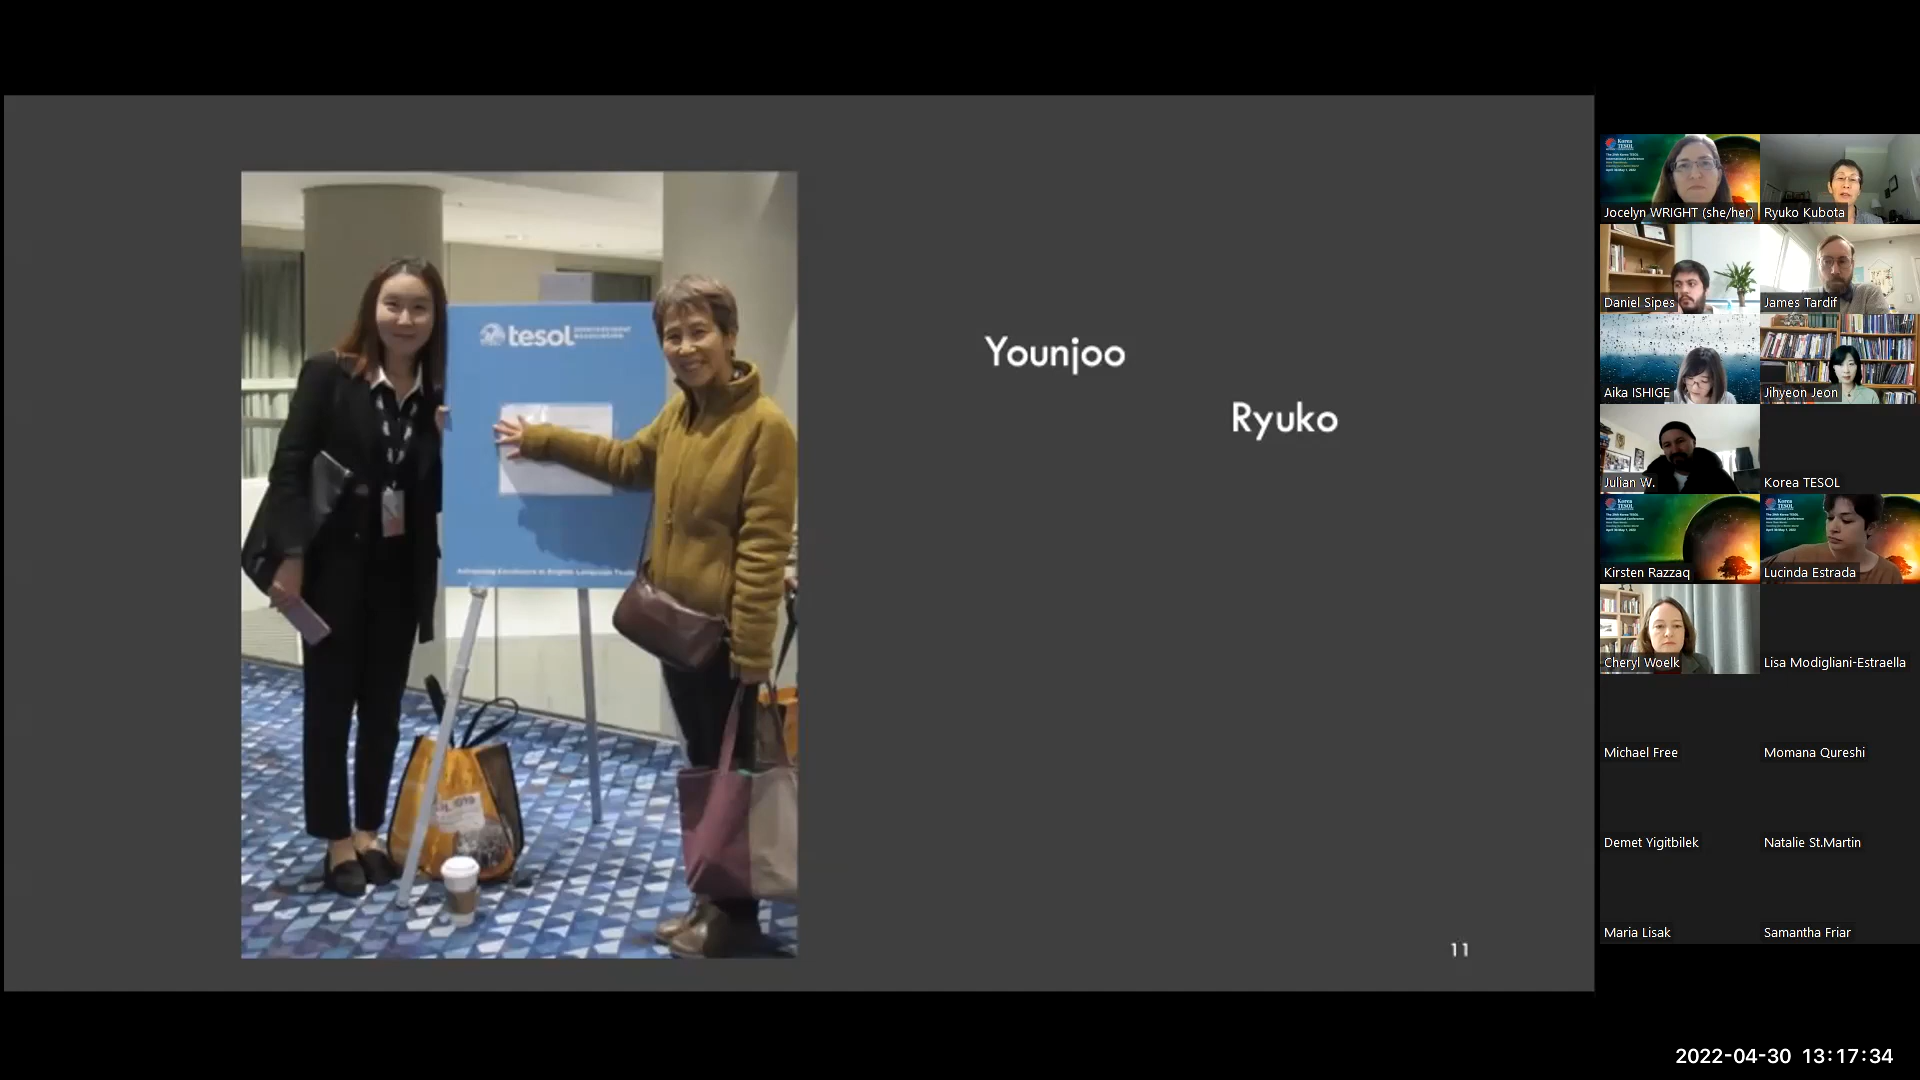 tesol
Younjoo
Ryuko
11
Jocelyn WRIGHT (she/her)
Ryuko Kubota
Daniel Sipes
James Tardif
Aika ISHIGE
Jihyeon Jeon
Julian W.
Korea TESOL
Kirsten Razzaq
Lucinda Estrada
Cheryl Woelk
Lisa Modigliani-Estraella
Michael Free
Momana Qureshi
Demet Yigitbilek
Natalie St.Martin
Maria Lisak
Samantha Friar
2022-04-30 13:17:34